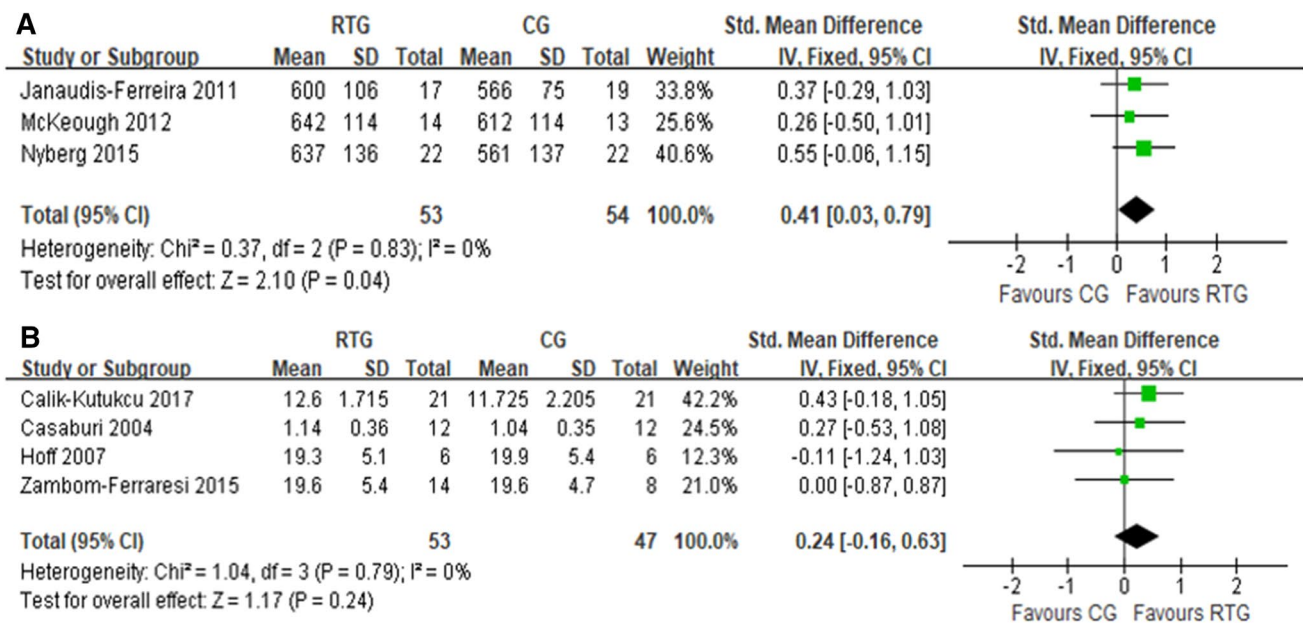 A RTG CG Std. Mean Difference Std. Mean Difference
Study or Subgroup Mean SD Total Mean SD Total Weight IV, Fixed, 95% CI IV, Fixed, 95% CI
Janaudis-Ferreira 2011 600 106 17 566 75 19 33.8% 0.37 [-0.29, 1.03]
McKeough 2012 642 114 14 612 114 13 25.6% 0.26 [-0.50, 1.01]
Nyberg 2015 637 136 22 561 137 22 40.6% 0.55 [-0.06, 1.15]
Total (95% CI) 53 54 100.0% 0.41 [0.03, 0.79]
Heterogeneity: Chi² = 0.37, df = 2 (P = 0.83); I² = 0%
Test for overall effect: Z = 2.10 (P = 0.04)
-2 -1 0 1 2
Favours CG Favours RTG
B RTG CG Std. Mean Difference Std. Mean Difference
Study or Subgroup Mean SD Total Mean SD Total Weight IV, Fixed, 95% CI IV, Fixed, 95% CI
Calik-Kutukcu 2017 12.6 1.715 21 11.725 2.205 21 42.2% 0.43 [-0.18, 1.05]
Casaburi 2004 1.14 0.36 12 1.04 0.35 12 24.5% 0.27 [-0.53, 1.08]
Hoff 2007 19.3 5.1 6 19.9 5.4 6 12.3% -0.11 [-1.24, 1.03]
Zambom-Ferraresi 2015 19.6 5.4 14 19.6 4.7 8 21.0% 0.00 [-0.87, 0.87]
Total (95% CI) 53 47 100.0% 0.24 [-0.16, 0.63]
Heterogeneity: Chi² = 1.04, df = 3 (P = 0.79); I² = 0%
Test for overall effect: Z = 1.17 (P = 0.24)
-2 -1 0 1 2
Favours CG Favours RTG